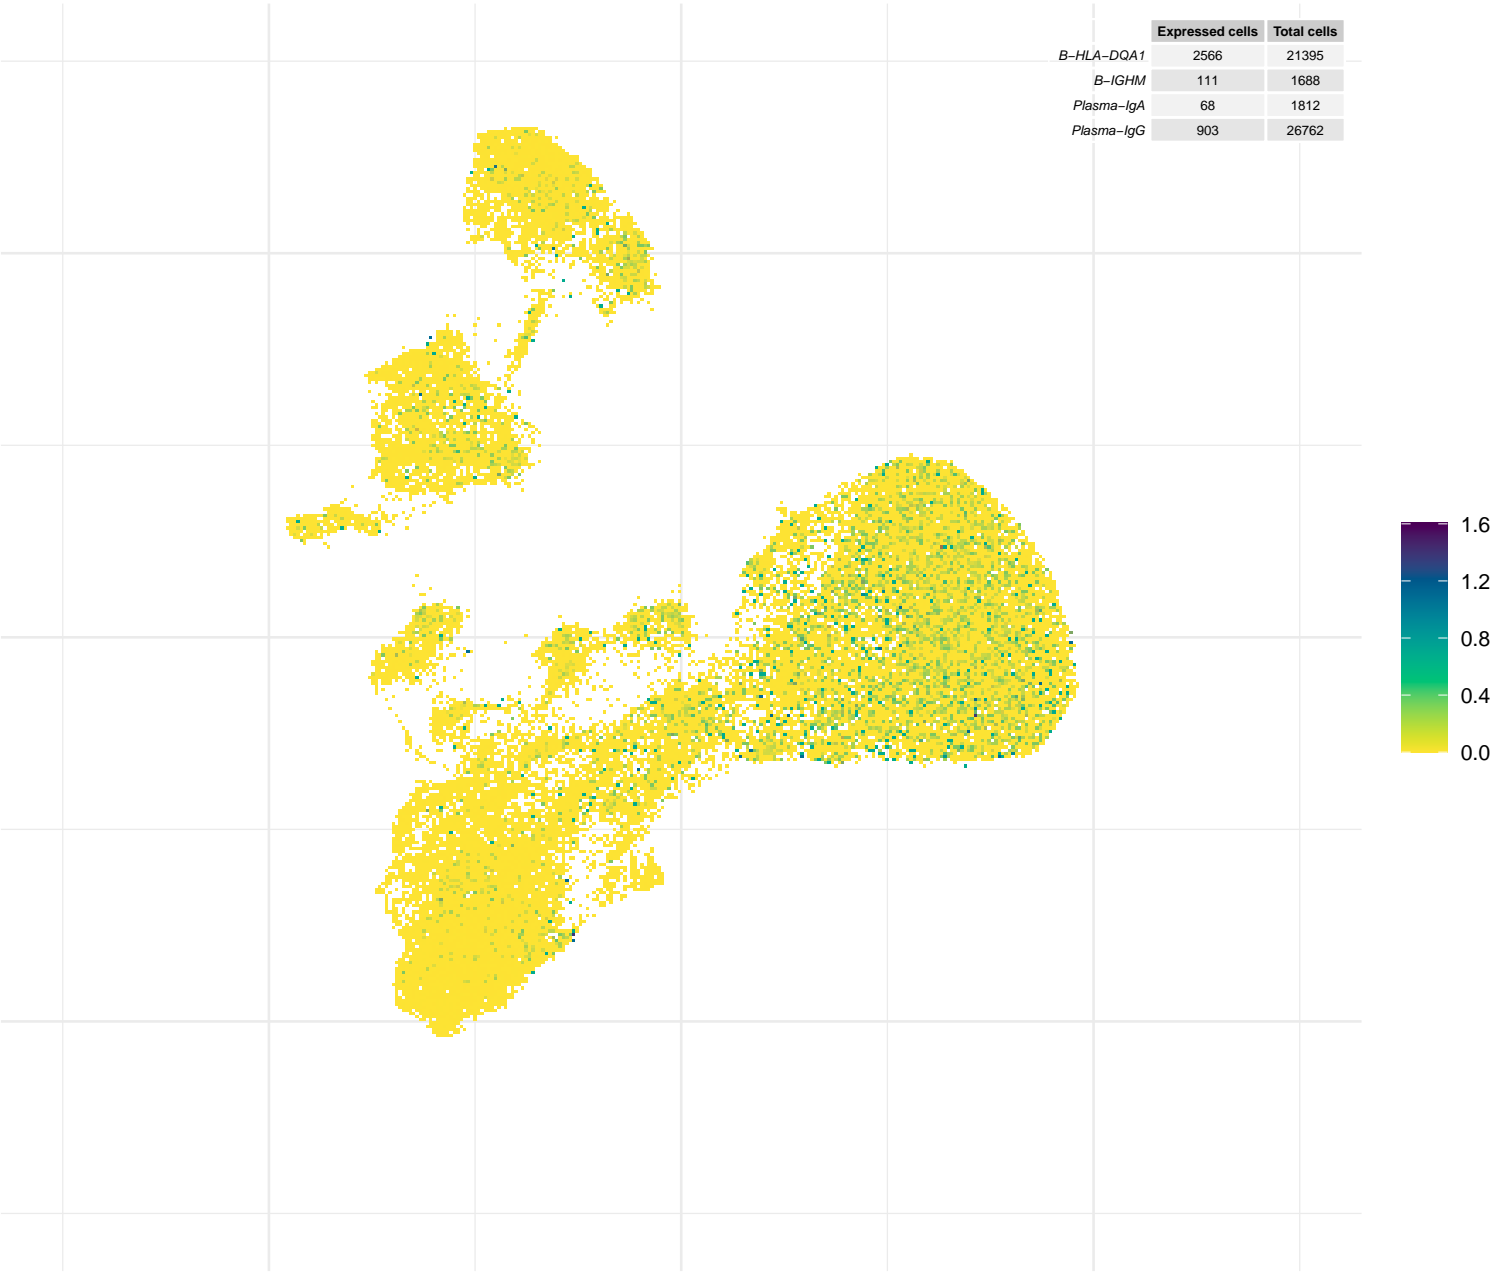 Expressed cells Total cells
B−HLA−DQA1 2566 21395
B−IGHM 111 1688
Plasma−IgA 68 1812
Plasma−IgG 903 26762
1.6
1.2
0.8
0.4
0.0